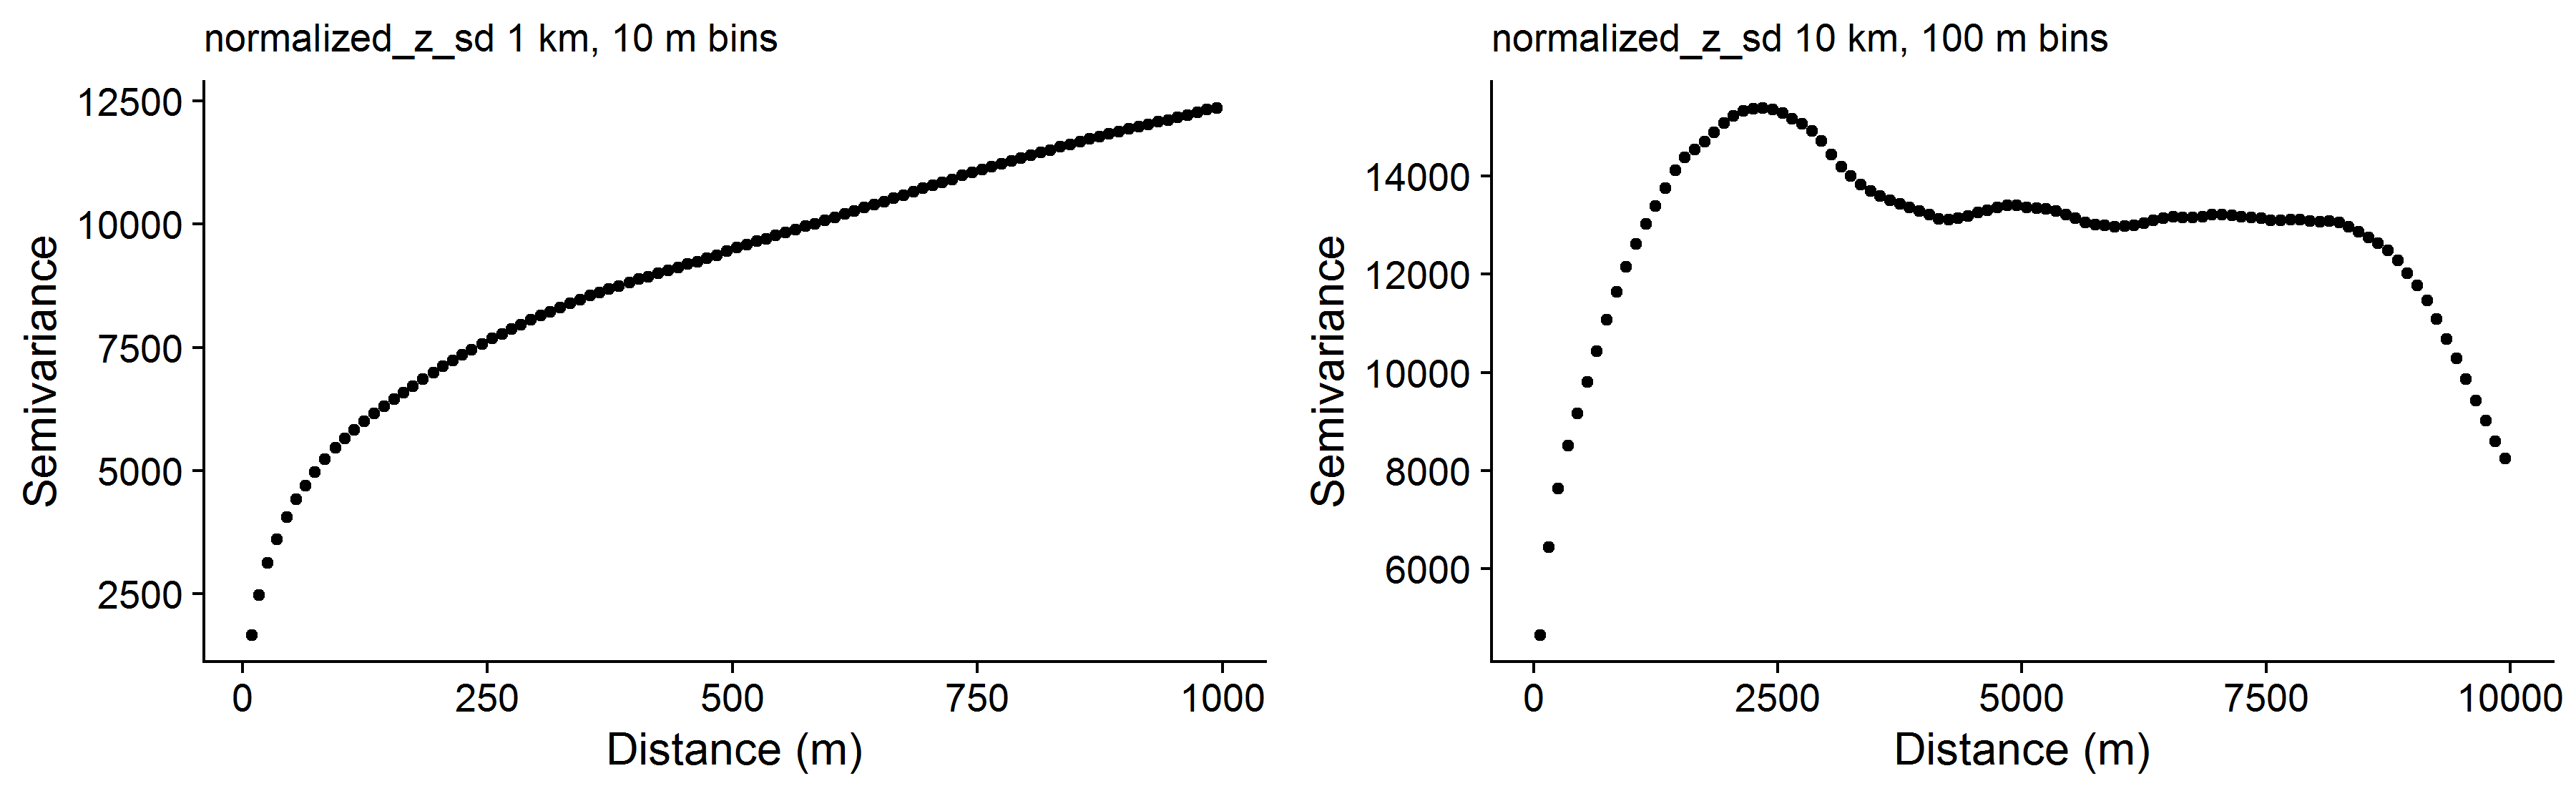 normalized_z_sd 1 km, 10 m bins
12500
10000
7500
5000
2500
Semivariance
0 250 500 750 1000
Distance (m)
normalized_z_sd 10 km, 100 m bins
14000
12000
10000
8000
6000
Semivariance
0 2500 5000 7500 10000
Distance (m)